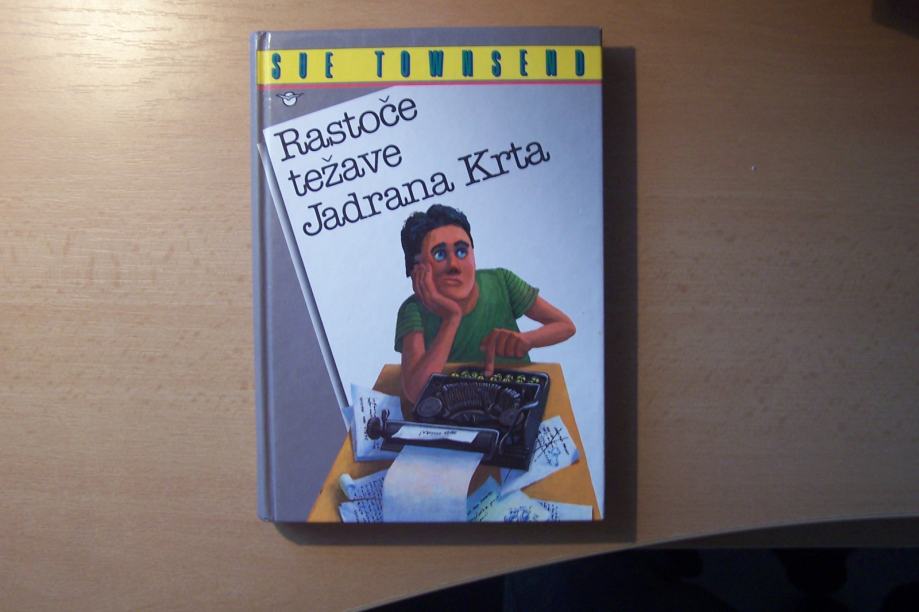 SUE TOWNSEND
Rastoče
težave
Jadrana Krta